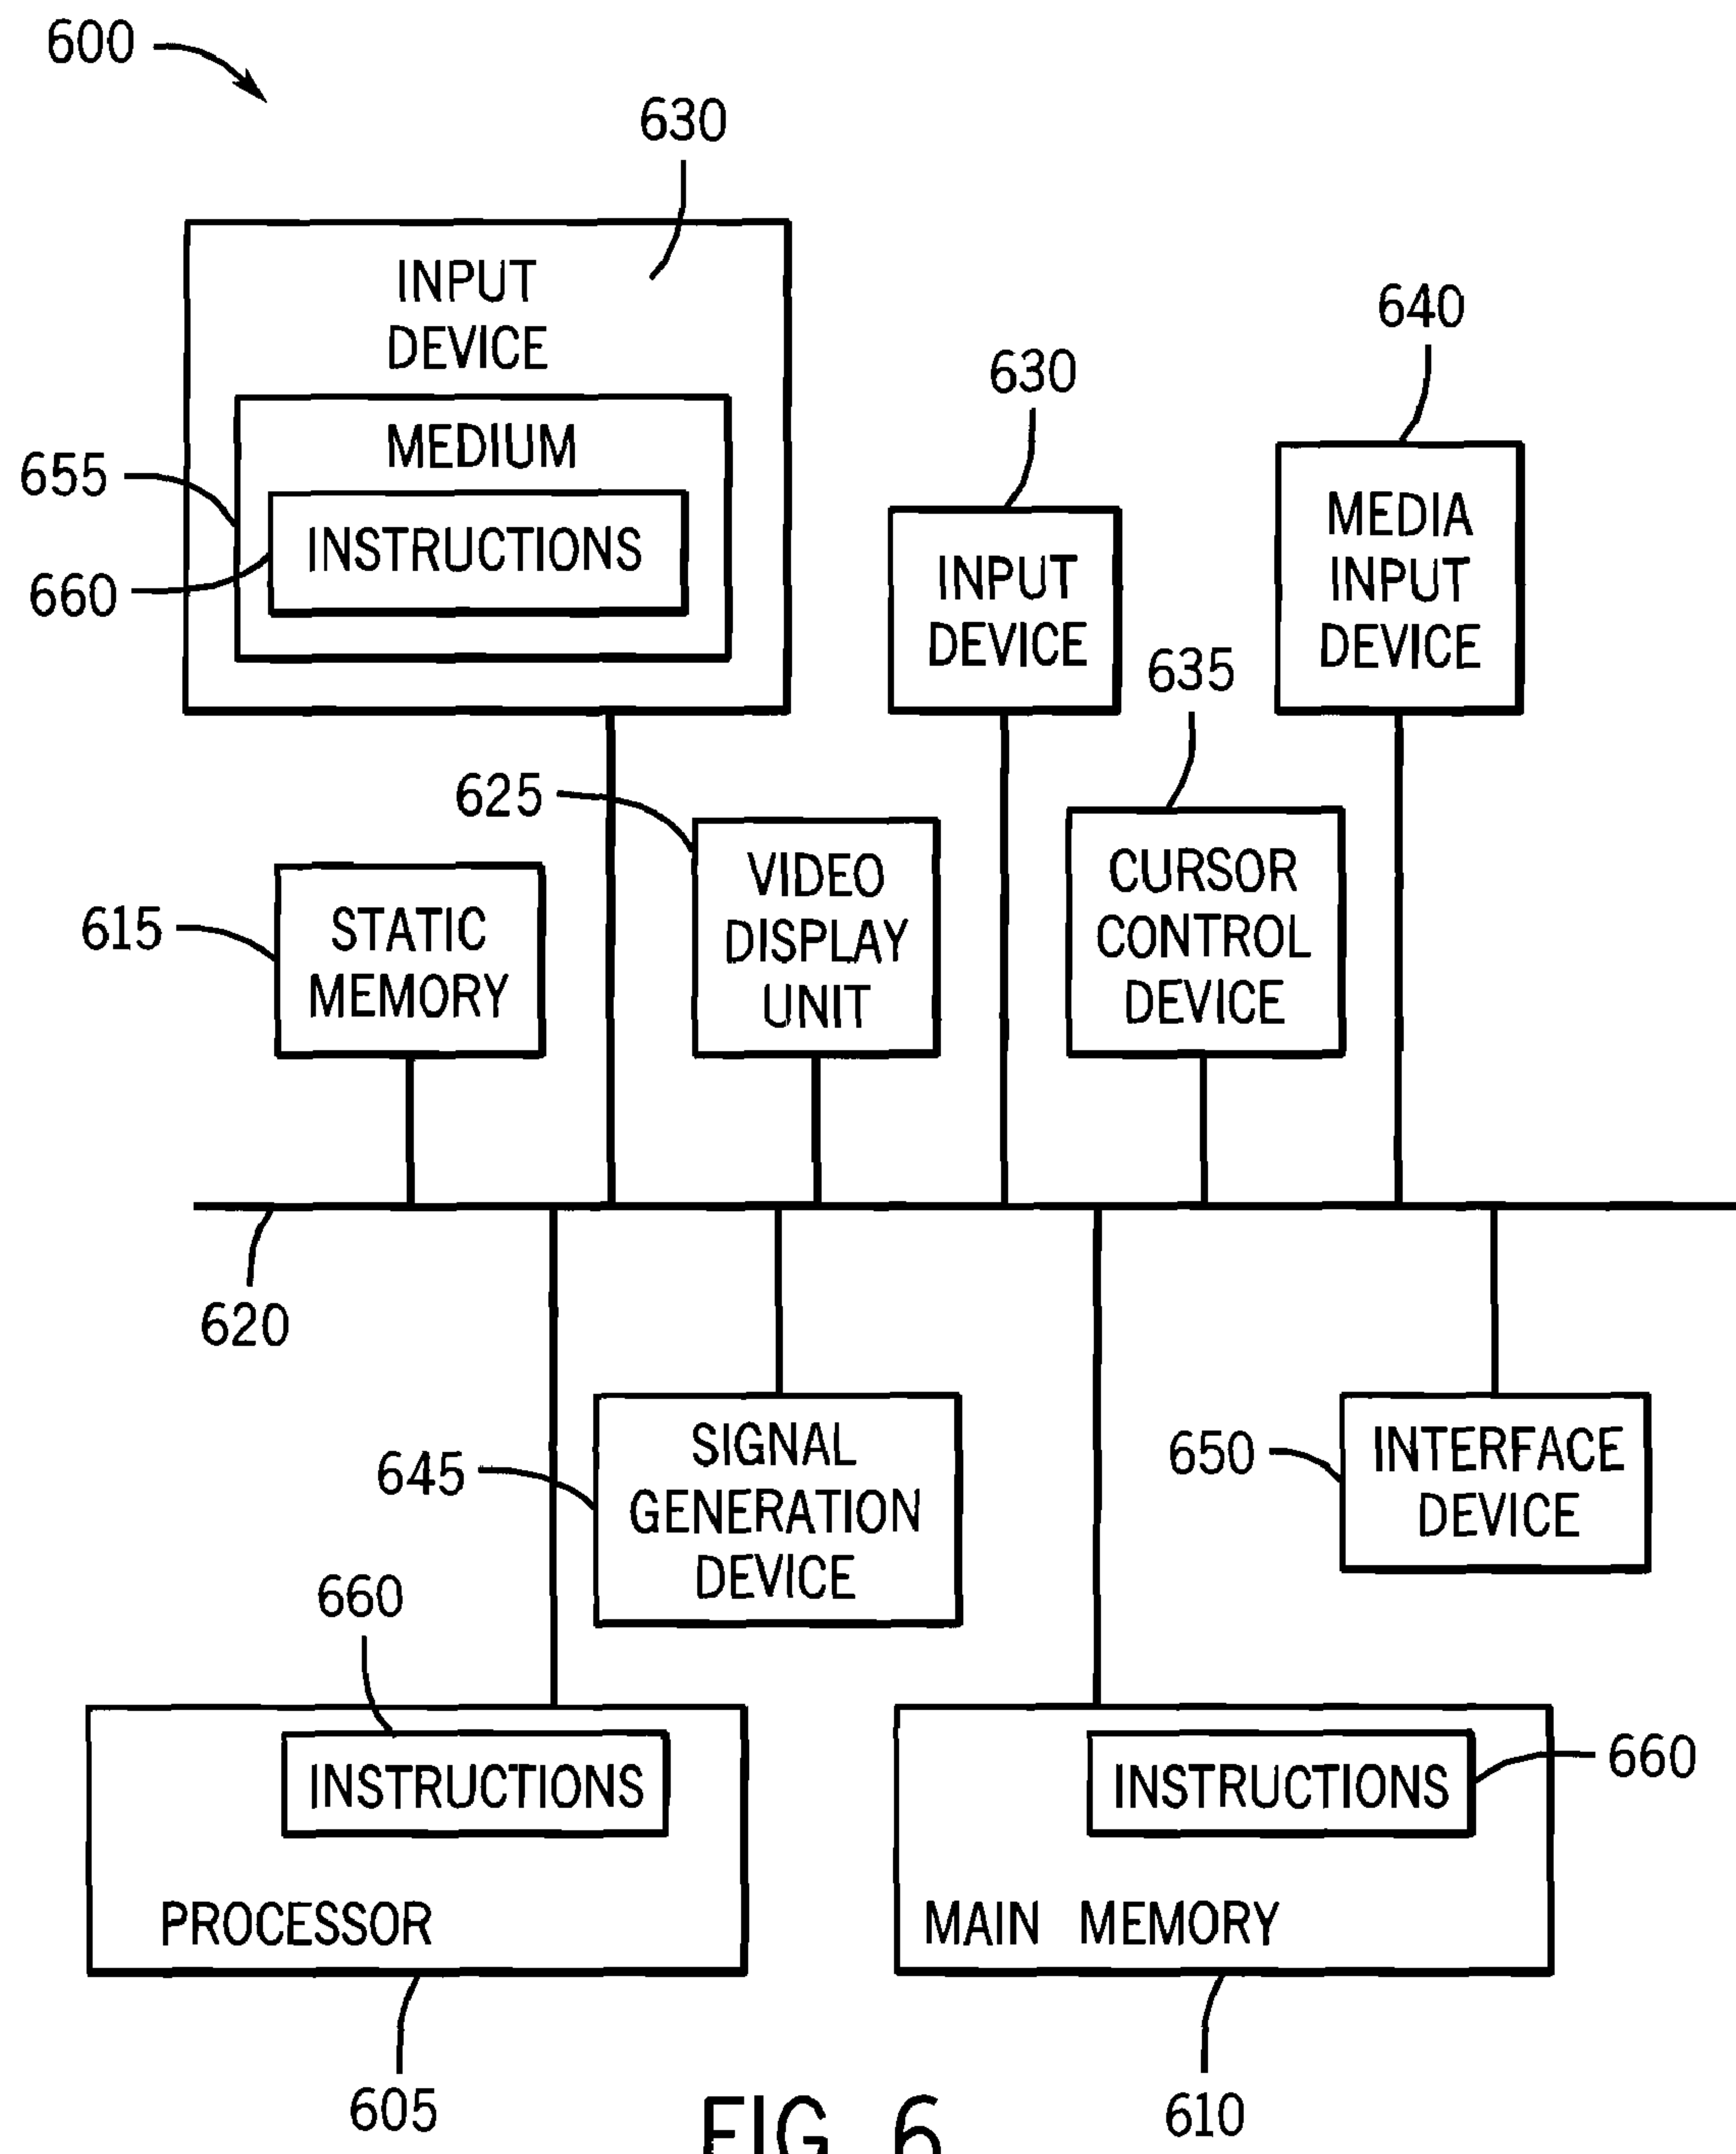 600
630
INPUT
DEVICE
640
630
MEDIUM
655
INSTRUCTIONS
660
MEDIA
INPUT
DEVICE
INPUT
DEVICE
635
625
VIDEO
DISPLAY
UNIT
CURSOR
CONTROL
DEVICE
615
STATIC
MEMORY
620
645
SIGNAL
GENERATION
DEVICE
650
INTERFACE
DEVICE
660
INSTRUCTIONS
PROCESSOR
INSTRUCTIONS
660
MAIN MEMORY
605
610
FIG. 6